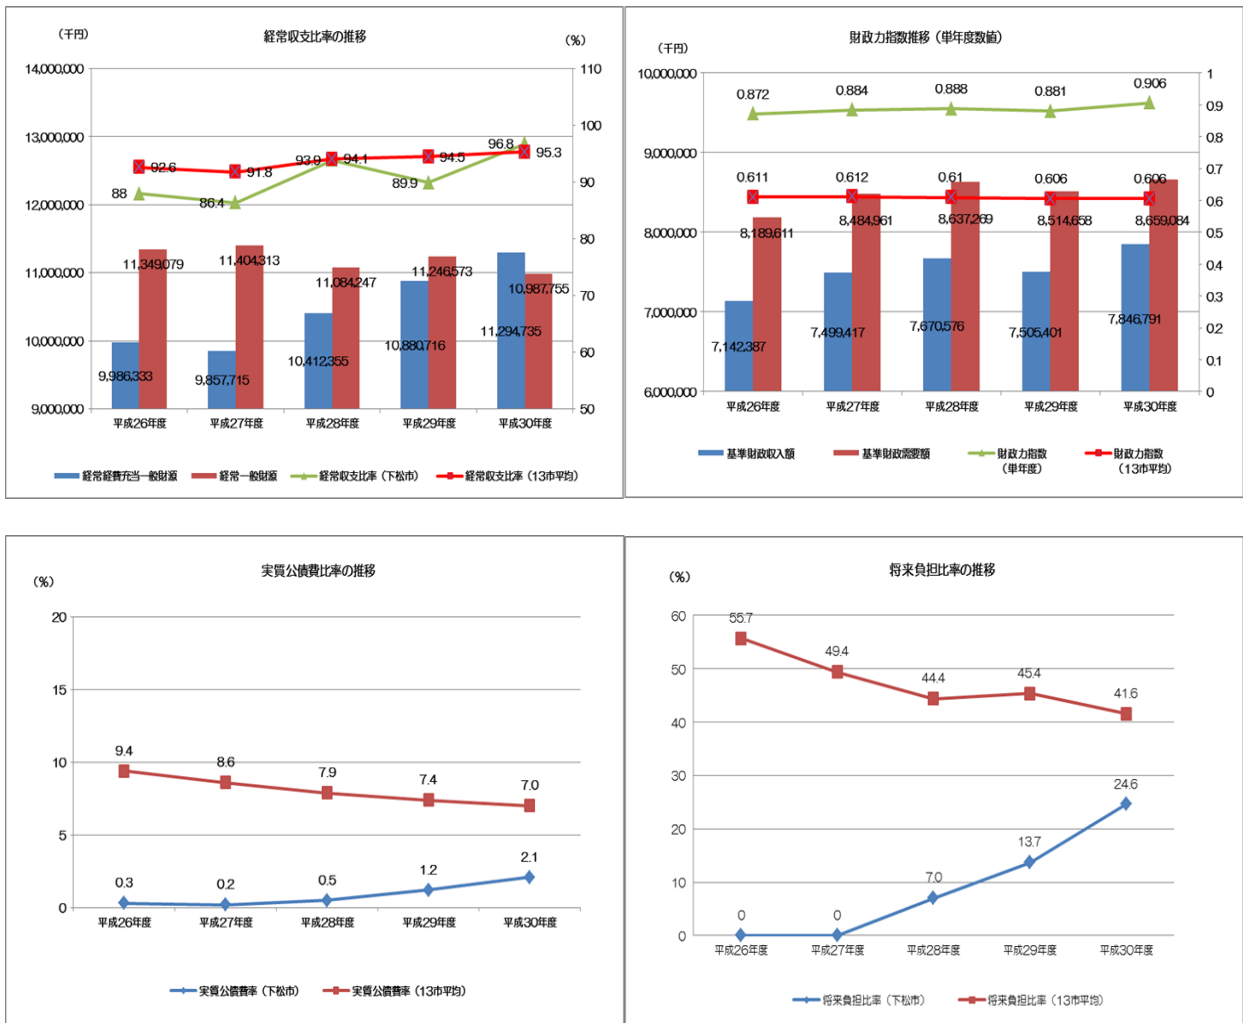 経常収支比率の推移
(千円)
(%)
14,000,000
13,000,000
12,000,000
11,000,000
10,000,000
9,000,000
110
100
90
80
70
60
50
92.6
91.8
93.9
94.1
94.5
96.8
95.3
88
86.4
89.9
11,349,079
11,404,313
11,084,247
11,246,573
10,987,755
9,986,333
9,857,715
10,412,355
10,880,716
11,294,735
平成26年度 平成27年度 平成28年度 平成29年度 平成30年度
経常経費充当一般財源 経常一般財源 経常収支比率(下松市) 経常収支比率(13市平均)
財政力指数推移(単年度数値)
(千円)
10,000,000
9,000,000
8,000,000
7,000,000
6,000,000
1
0.9
0.8
0.7
0.6
0.5
0.4
0.3
0.2
0.1
0
0.872 0.884 0.888 0.881 0.906
0.611 0.612 0.61 0.606 0.606
8,189,611 8,484,961 8,637,269 8,514,658 8,659,084
7,142,387 7,499,417 7,670,576 7,505,401 7,846,791
平成26年度 平成27年度 平成28年度 平成29年度 平成30年度
基準財政収入額 基準財政需要額 財政力指数 財政力指数
(単年度) (13市平均)
実質公債費比率の推移
(%)
20
15
10
5
0
9.4 8.6 7.9 7.4 7.0
0.3 0.2 0.5 1.2 2.1
平成26年度 平成27年度 平成28年度 平成29年度 平成30年度
実質公債費率(下松市) 実質公債費率(13市平均)
将来負担比率の推移
(%)
60
50
40
30
20
10
0
55.7 49.4 44.4 45.4 41.6
0 0 7.0 13.7 24.6
平成26年度 平成27年度 平成28年度 平成29年度 平成30年度
将来負担比率(下松市) 将来負担比率(13市平均)